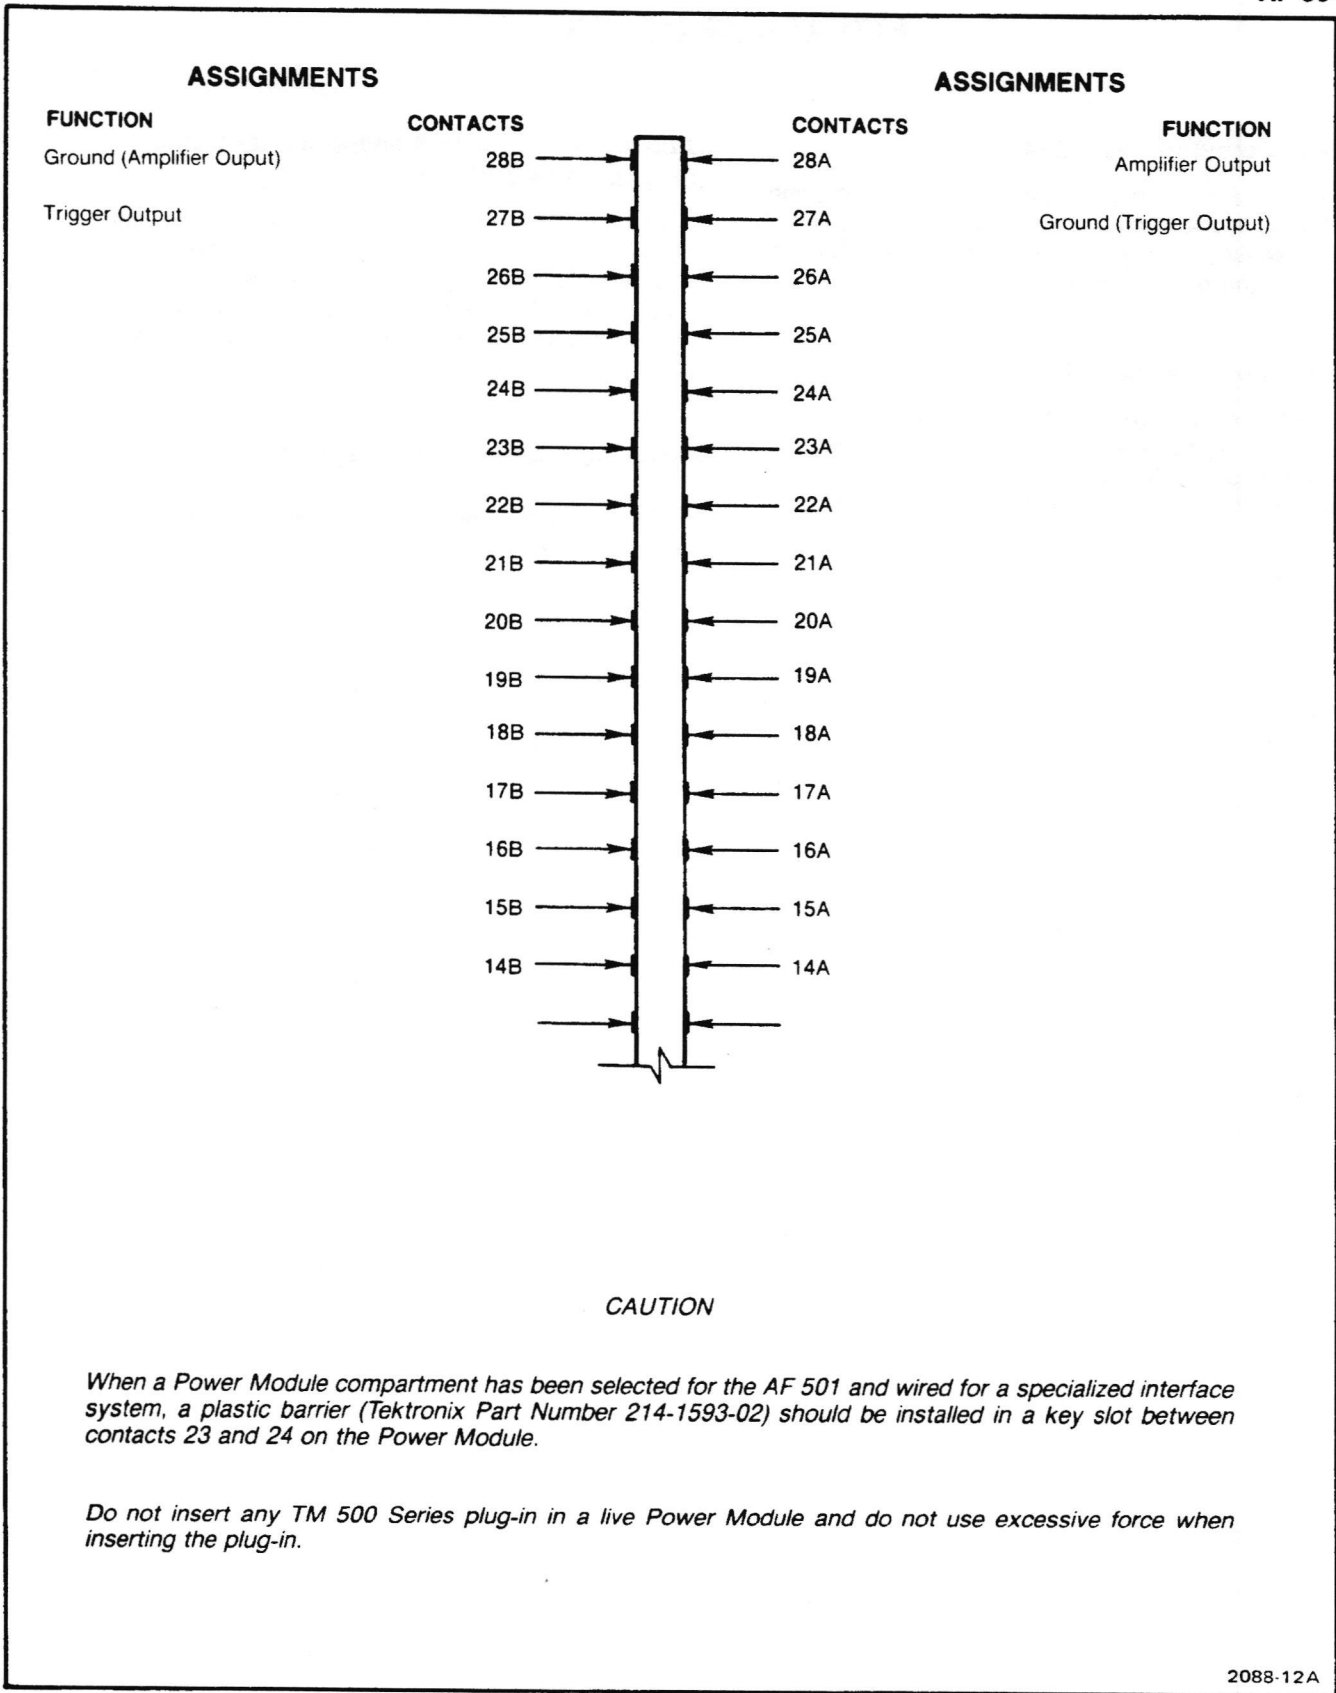 ASSIGNMENTS ASSIGNMENTS
FUNCTION CONTACTS CONTACTS FUNCTION
Ground (Amplifier Ouput) 28B 28A Amplifier Output
Trigger Output 27B 27A Ground (Trigger Output)
26B 26A
25B 25A
24B 24A
23B 23A
22B 22A
21B 21A
20B 20A
19B 19A
18B 18A
17B 17A
16B 16A
15B 15A
14B 14A
CAUTION
When a Power Module compartment has been selected for the AF 501 and wired for a specialized interface
system, a plastic barrier (Tektronix Part Number 214-1593-02) should be installed in a key slot between
contacts 23 and 24 on the Power Module.
Do not insert any TM 500 Series plug-in in a live Power Module and do not use excessive force when
inserting the plug-in.
2088-12A